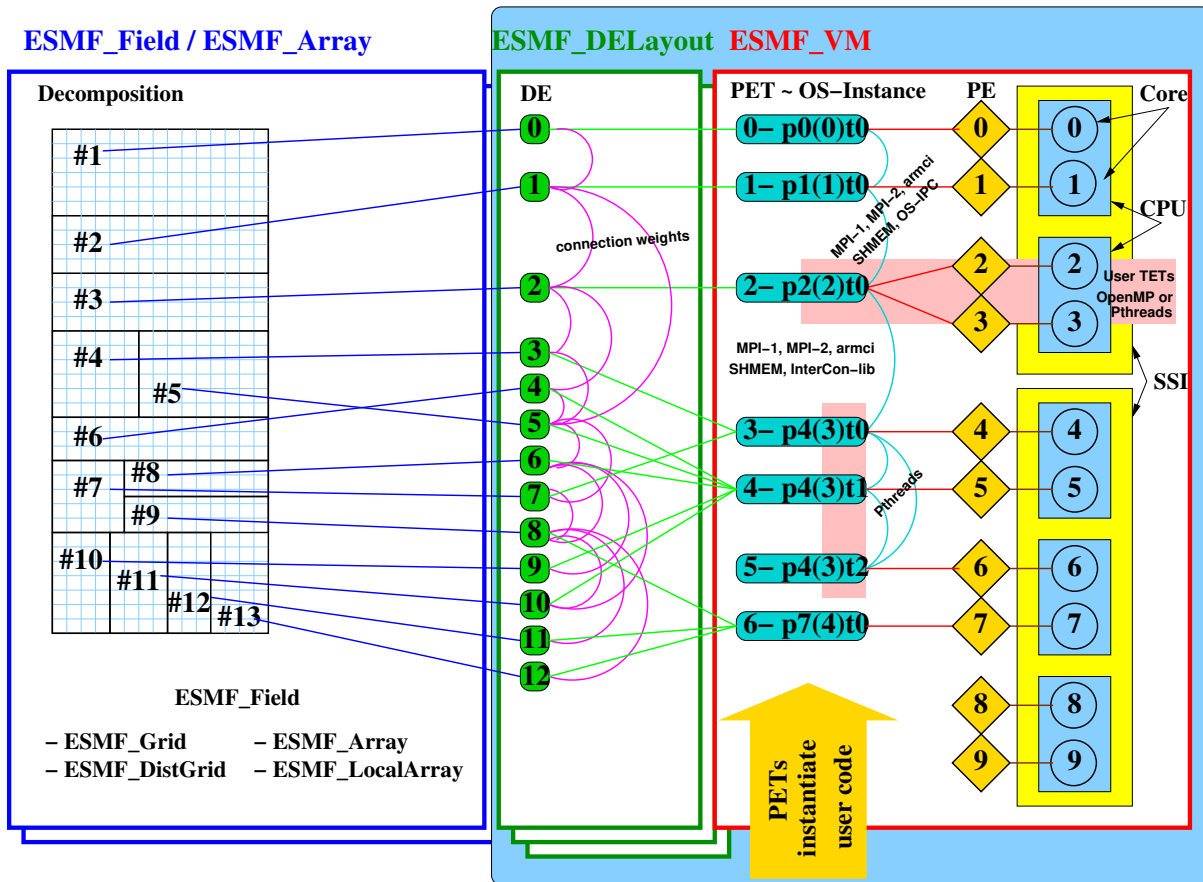 ESMF_Field / ESMF_Array
ESMF_DELayout
ESMF_VM
Decomposition
DE
PET ~ OS−Instance
PE
Core
CPU
SSI
#1
#2
#3
#4
#5
#6
#7
#8
#9
#10
#11
#12
#13
0
1
2
3
4
5
6
7
8
9
10
11
12
connection weights
0− p0(0)t0
1− p1(1)t0
2− p2(2)t0
3− p4(3)t0
4− p4(3)t1
5− p4(3)t2
6− p7(4)t0
MPI−1, MPI−2, armci
SHMEM, OS−IPC
MPI−1, MPI−2, armci
SHMEM, InterCon−lib
Pthreads
0
1
2
3
4
5
6
7
8
9
0
1
2
3
4
5
6
7
8
9
User TETs
OpenMP or
Pthreads
ESMF_Field
− ESMF_Grid
− ESMF_Array
− ESMF_DistGrid
− ESMF_LocalArray
PETs
instantiate
user code